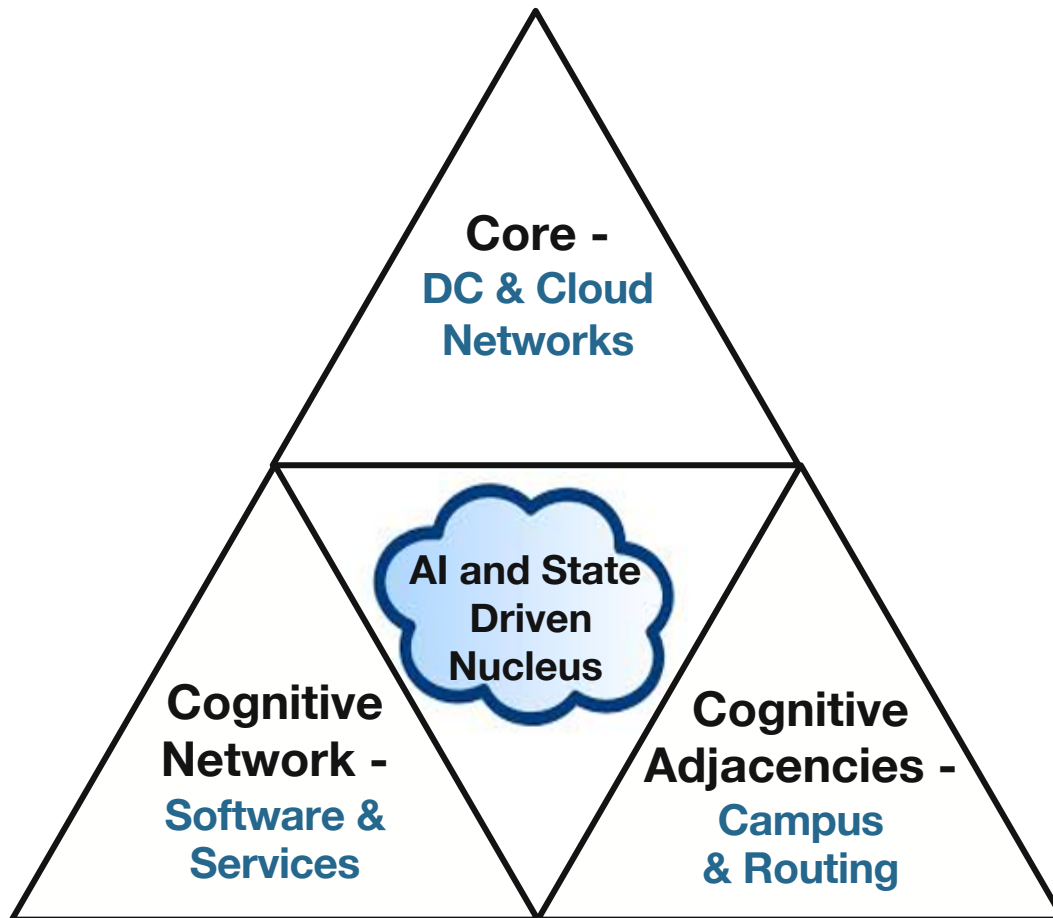 Core -
DC & Cloud
Networks
AI and State
Driven
Nucleus
Cognitive
Network -
Software &
Services
Cognitive
Adjacencies -
Campus
& Routing